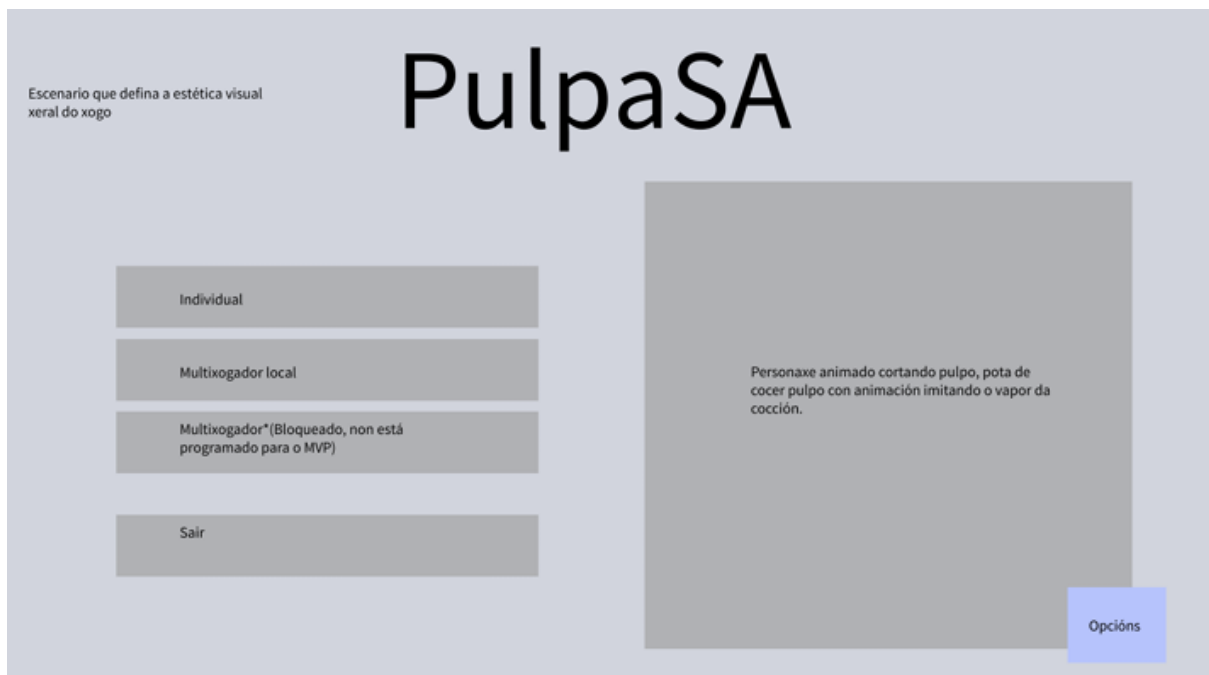 PulpaSA
Escenario que defina a estética visual
xeral do xogo
Individual
Multixogador local
Multixogador*(Bloqueado, non está
programado para o MVP)
Sair
Personaxe animado cortando pulpo, pota de
cocer pulpo con animación imitando o vapor da
cocción.
Opcións